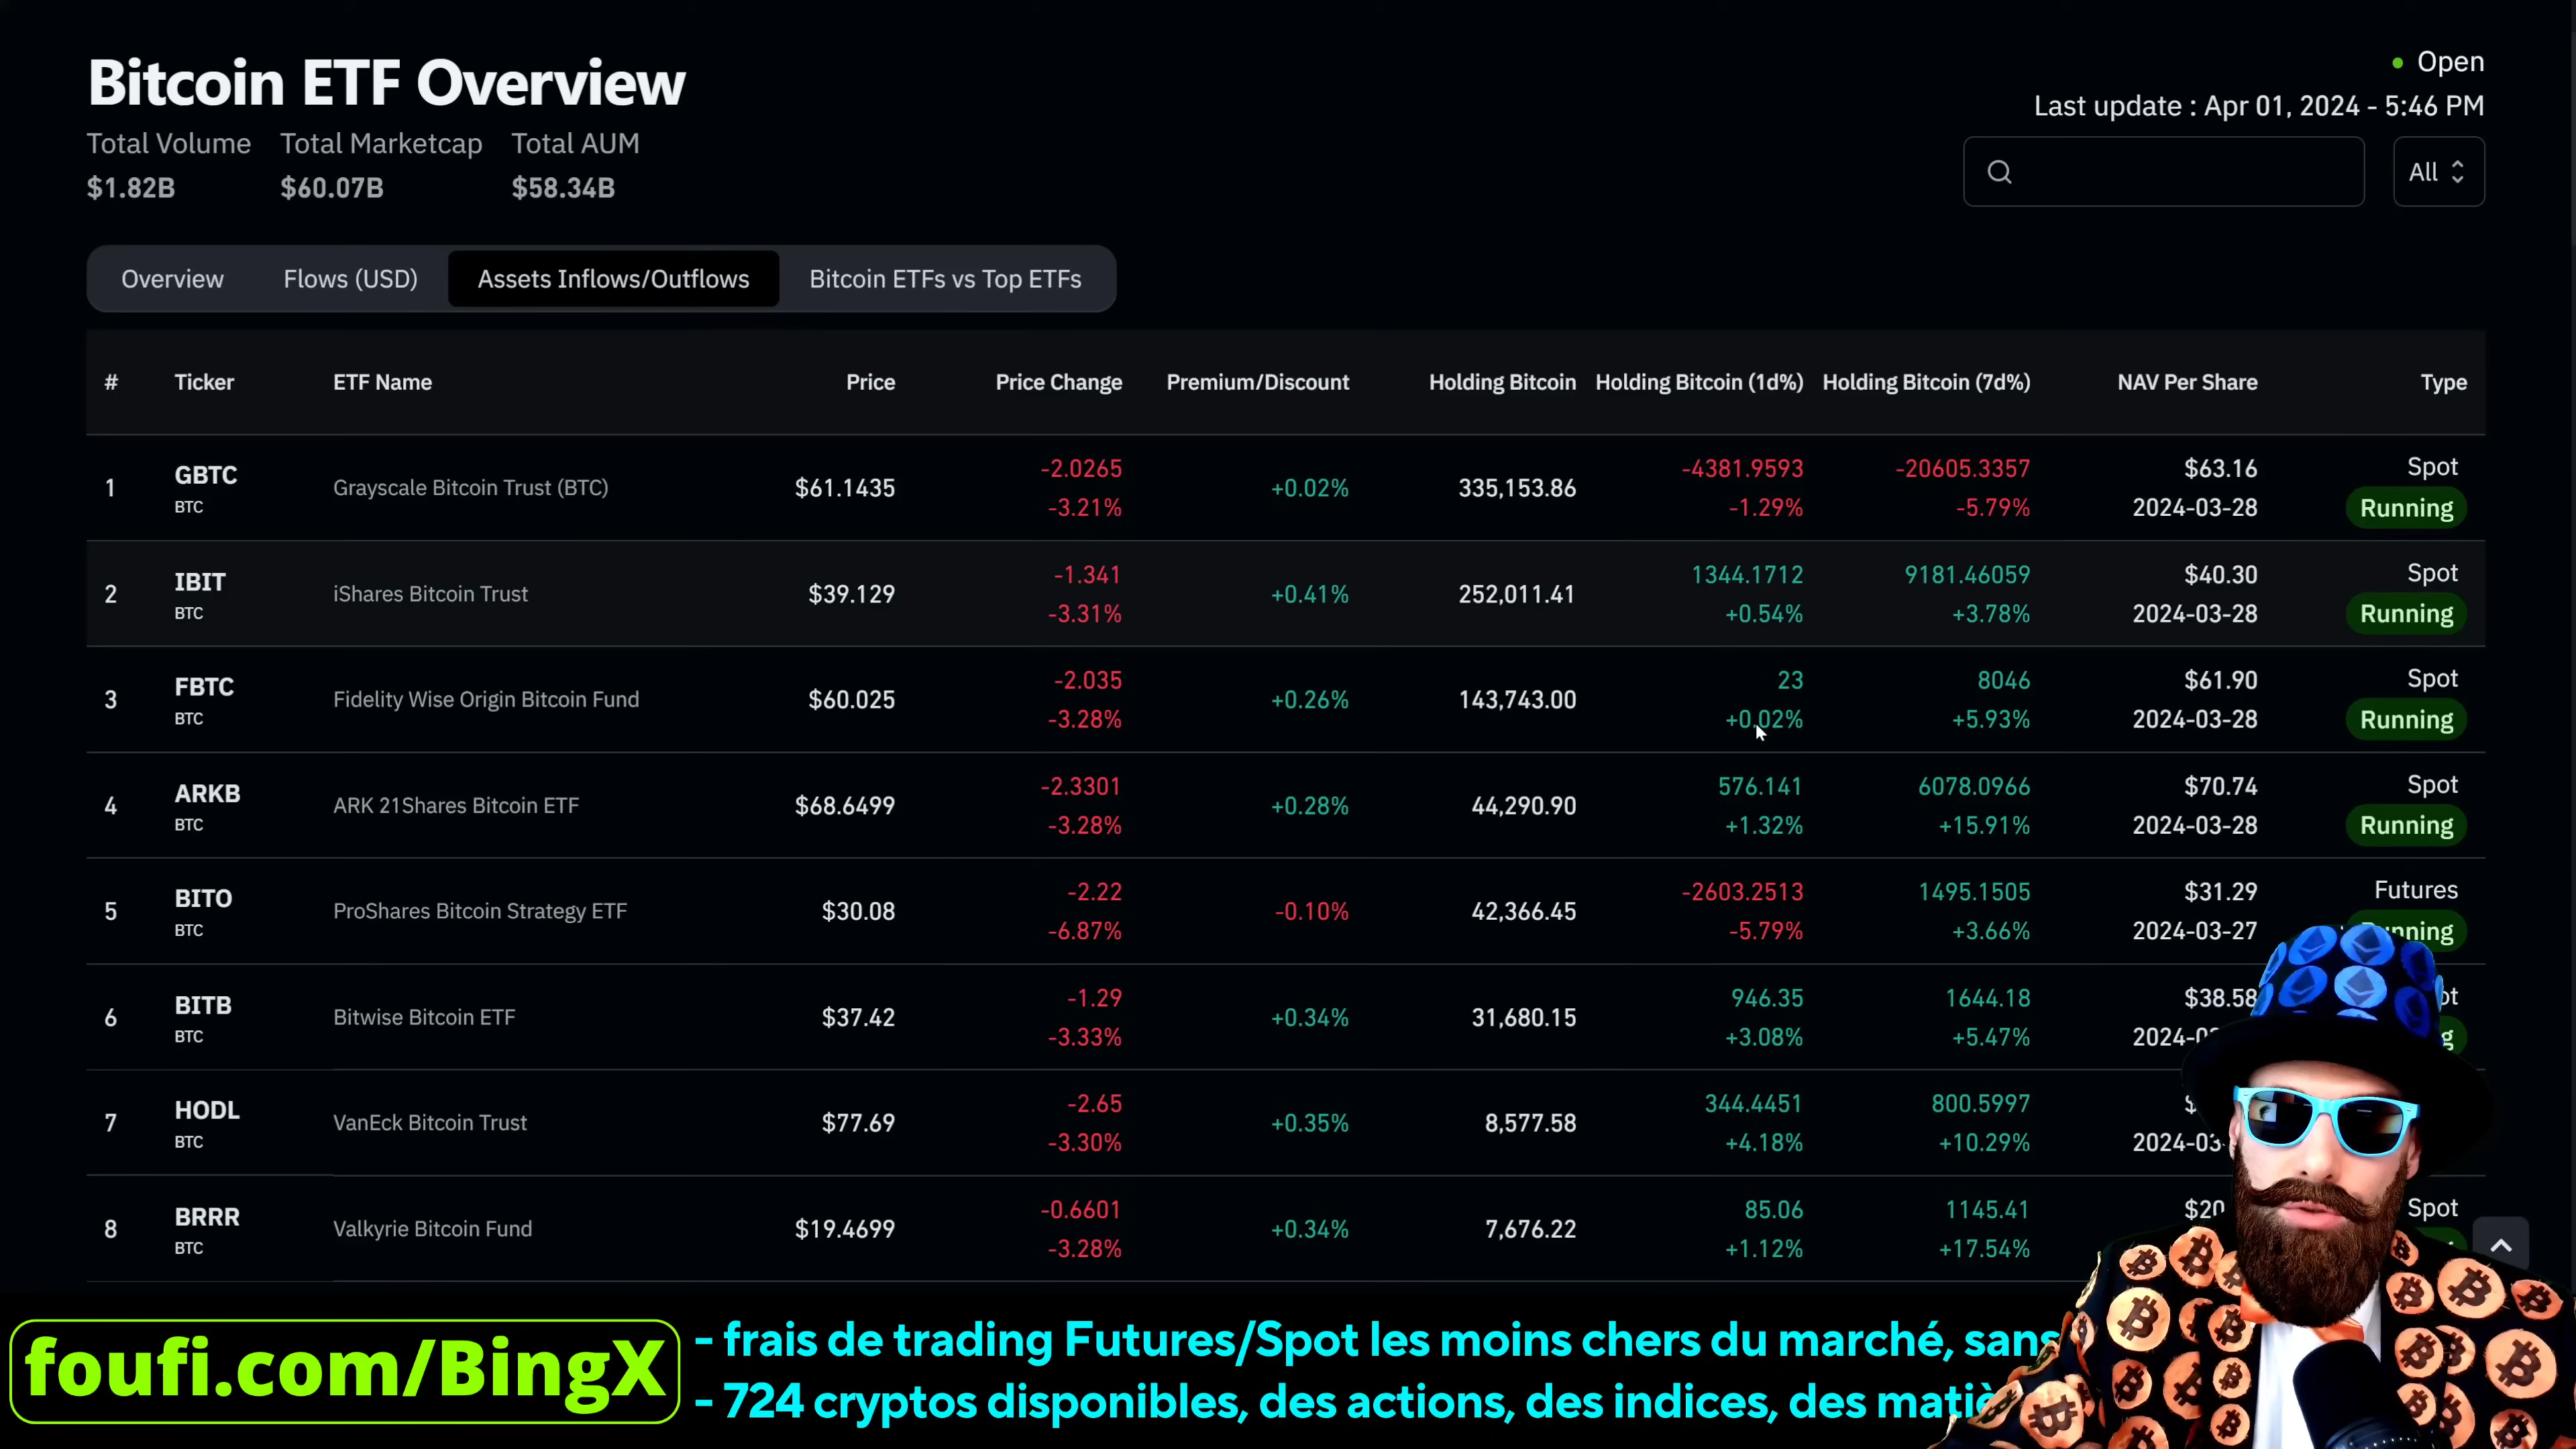 Bitcoin ETF Overview
Open
Last update : Apr 01, 2024 - 5:46 PM
Total Volume Total Marketcap Total AUM
$1.82B $60.07B $58.34B
All
Overview Flows (USD) Assets Inflows/Outflows Bitcoin ETFs vs Top ETFs
# Ticker ETF Name Price Price Change Premium/Discount Holding Bitcoin Holding Bitcoin (1d%) Holding Bitcoin (7d%) NAV Per Share Type
GBTC -2.0265 -4381.9593 -20605.3357 $63.16 Spot
1 Grayscale Bitcoin Trust (BTC) $61.1435 +0.02% 335,153.86
BTC -3.21% -1.29% -5.79% 2024-03-28 Running
IBIT -1.341 1344.1712 9181.46059 $40.30 Spot
2 iShares Bitcoin Trust $39.129 +0.41% 252,011.41
BTC -3.31% +0.54% +3.78% 2024-03-28 Running
FBTC -2.035 23 8046 $61.90 Spot
3 Fidelity Wise Origin Bitcoin Fund $60.025 +0.26% 143,743.00
BTC -3.28% +0.02% +5.93% 2024-03-28 Running
ARKB -2.3301 576.141 6078.0966 $70.74 Spot
4 ARK 21Shares Bitcoin ETF $68.6499 +0.28% 44,290.90
BTC -3.28% +1.32% +15.91% 2024-03-28 Running
BITO -2.22 -2603.2513 1495.1505 $31.29 Futures
5 ProShares Bitcoin Strategy ETF $30.08 -0.10% 42,366.45
BTC -6.87% -5.79% +3.66% 2024-03-27
BITB -1.29 946.35 1644.18 $38.58
6 Bitwise Bitcoin ETF $37.42 +0.34% 31,680.15
BTC -3.33% +3.08% +5.47%
HODL -2.65 344.4451 800.5997
7 VanEck Bitcoin Trust $77.69 +0.35% 8,577.58
BTC -3.30% +4.18% +10.29%
BRRR -0.6601 85.06 1145.41 Spot
8 Valkyrie Bitcoin Fund $19.4699 +0.34% 7,676.22
BTC -3.28% +1.12% +17.54%
foufi.com/BingX
- frais de trading Futures/Spot les moins chers du marché, sans
- 724 cryptos disponibles, des actions, des indices, des